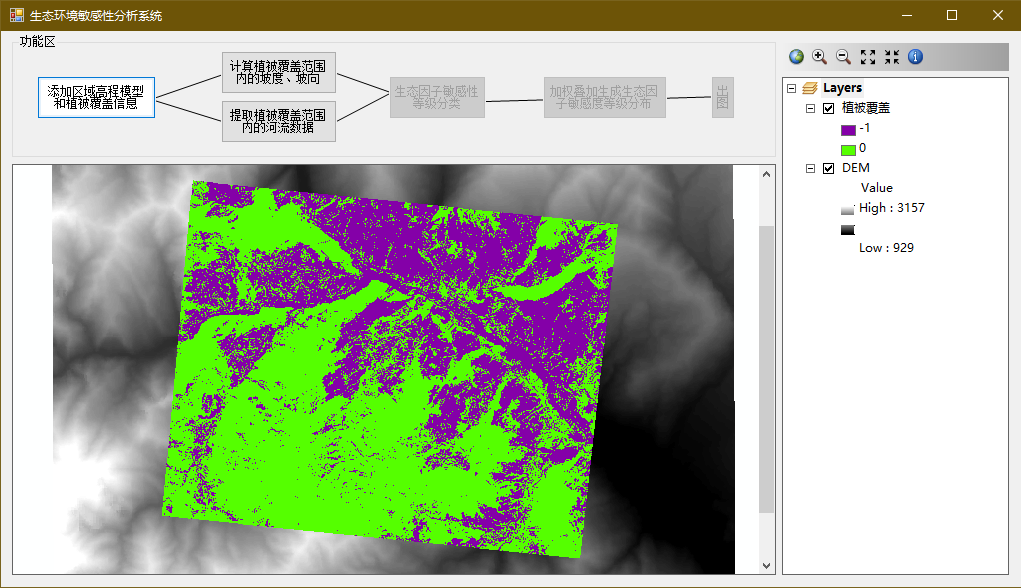 生态环境敏感性分析系统
功能区
添加区域高程模型
和植被覆盖信息
计算植被覆盖范围
内的坡度、坡向
提取植被覆盖范围
内的河流数据
生态因子敏感性
等级分类
加权叠加生成生态因
子敏感度等级分布
出
图
Layers
植被覆盖
-1
0
DEM
Value
High : 3157
Low : 929